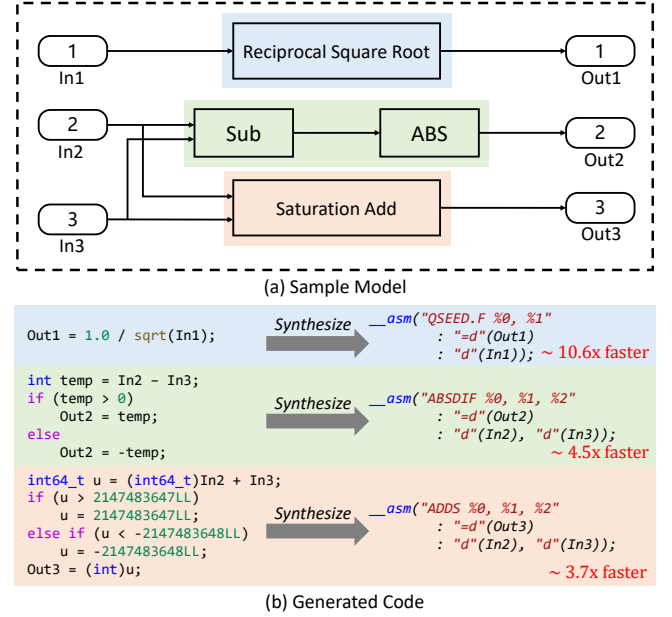 1
In1
Reciprocal Square Root
1
Out1
2
In2
Sub
ABS
2
Out2
3
In3
Saturation Add
3
Out3
(a) Sample Model
Out1 = 1.0 / sqrt(In1);
Synthesize
__asm("QSEED.F %0, %1"
: "=d"(Out1)
: "d"(In1));
~ 10.6x faster
int temp = In2 – In3;
if (temp > 0)
Out2 = temp;
else
Out2 = -temp;
Synthesize
__asm("ABSDIF %0, %1, %2"
: "=d"(Out2)
: "d"(In2), "d"(In3));
~ 4.5x faster
int64_t u = (int64_t)In2 + In3;
if (u > 2147483647LL)
u = 2147483647LL;
else if (u < -2147483648LL)
u = -2147483648LL;
Out3 = (int)u;
Synthesize
__asm("ADDS %0, %1, %2"
: "=d"(Out3)
: "d"(In2), "d"(In3));
~ 3.7x faster
(b) Generated Code